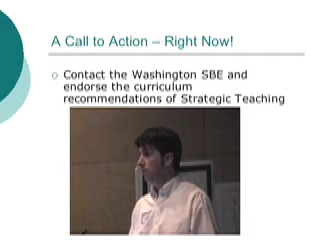 A Call to Action – Right Now!
Contact the Washington SBE and
endorse the curriculum
recommendations of Strategic Teaching